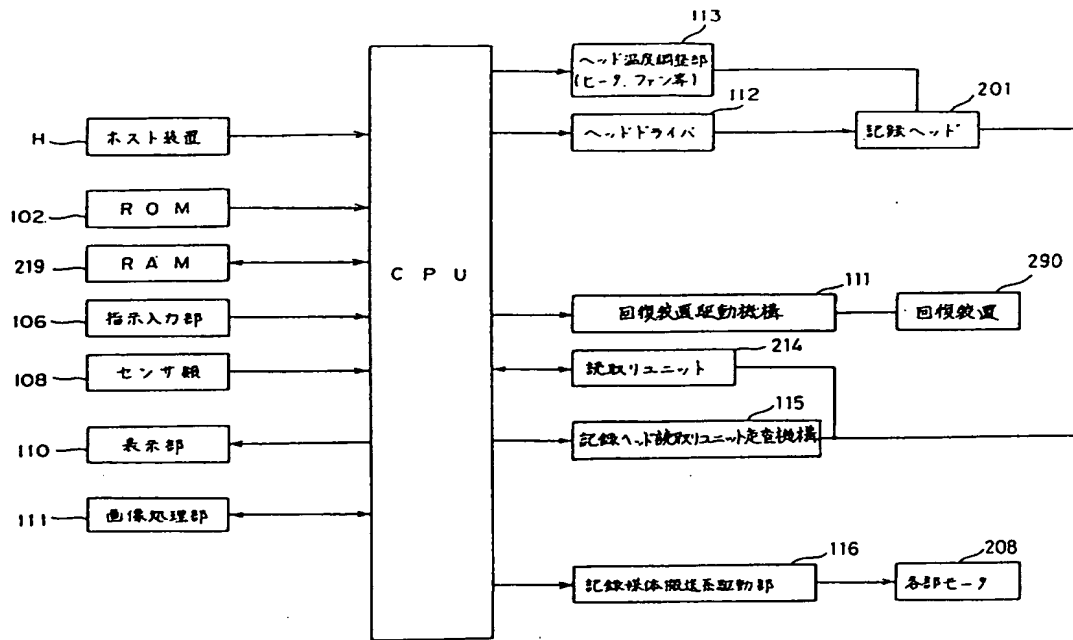 113
ヘッド温度調整部
(ヒータ、ファン等)
201
112
H
ホスト装置
ヘッドドライバ
記録ヘッド
102
ROM
219
RAM
CPU
111
290
106
指示入力部
回復装置駆動機構
回復装置
214
108
センサ類
読取りユニット
115
110
表示部
記録ヘッド読取りユニット走査機構
111
画像処理部
116
208
記録媒体搬送系駆動部
各部モータ